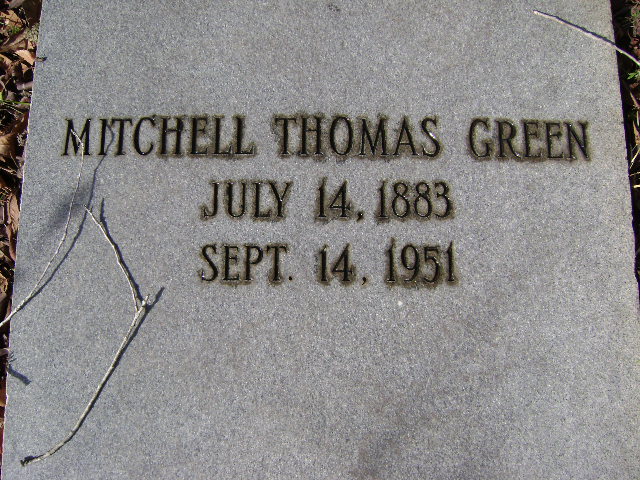 MITCHELL THOMAS GREEN
JULY 14, 1883
SEPT. 14, 1951